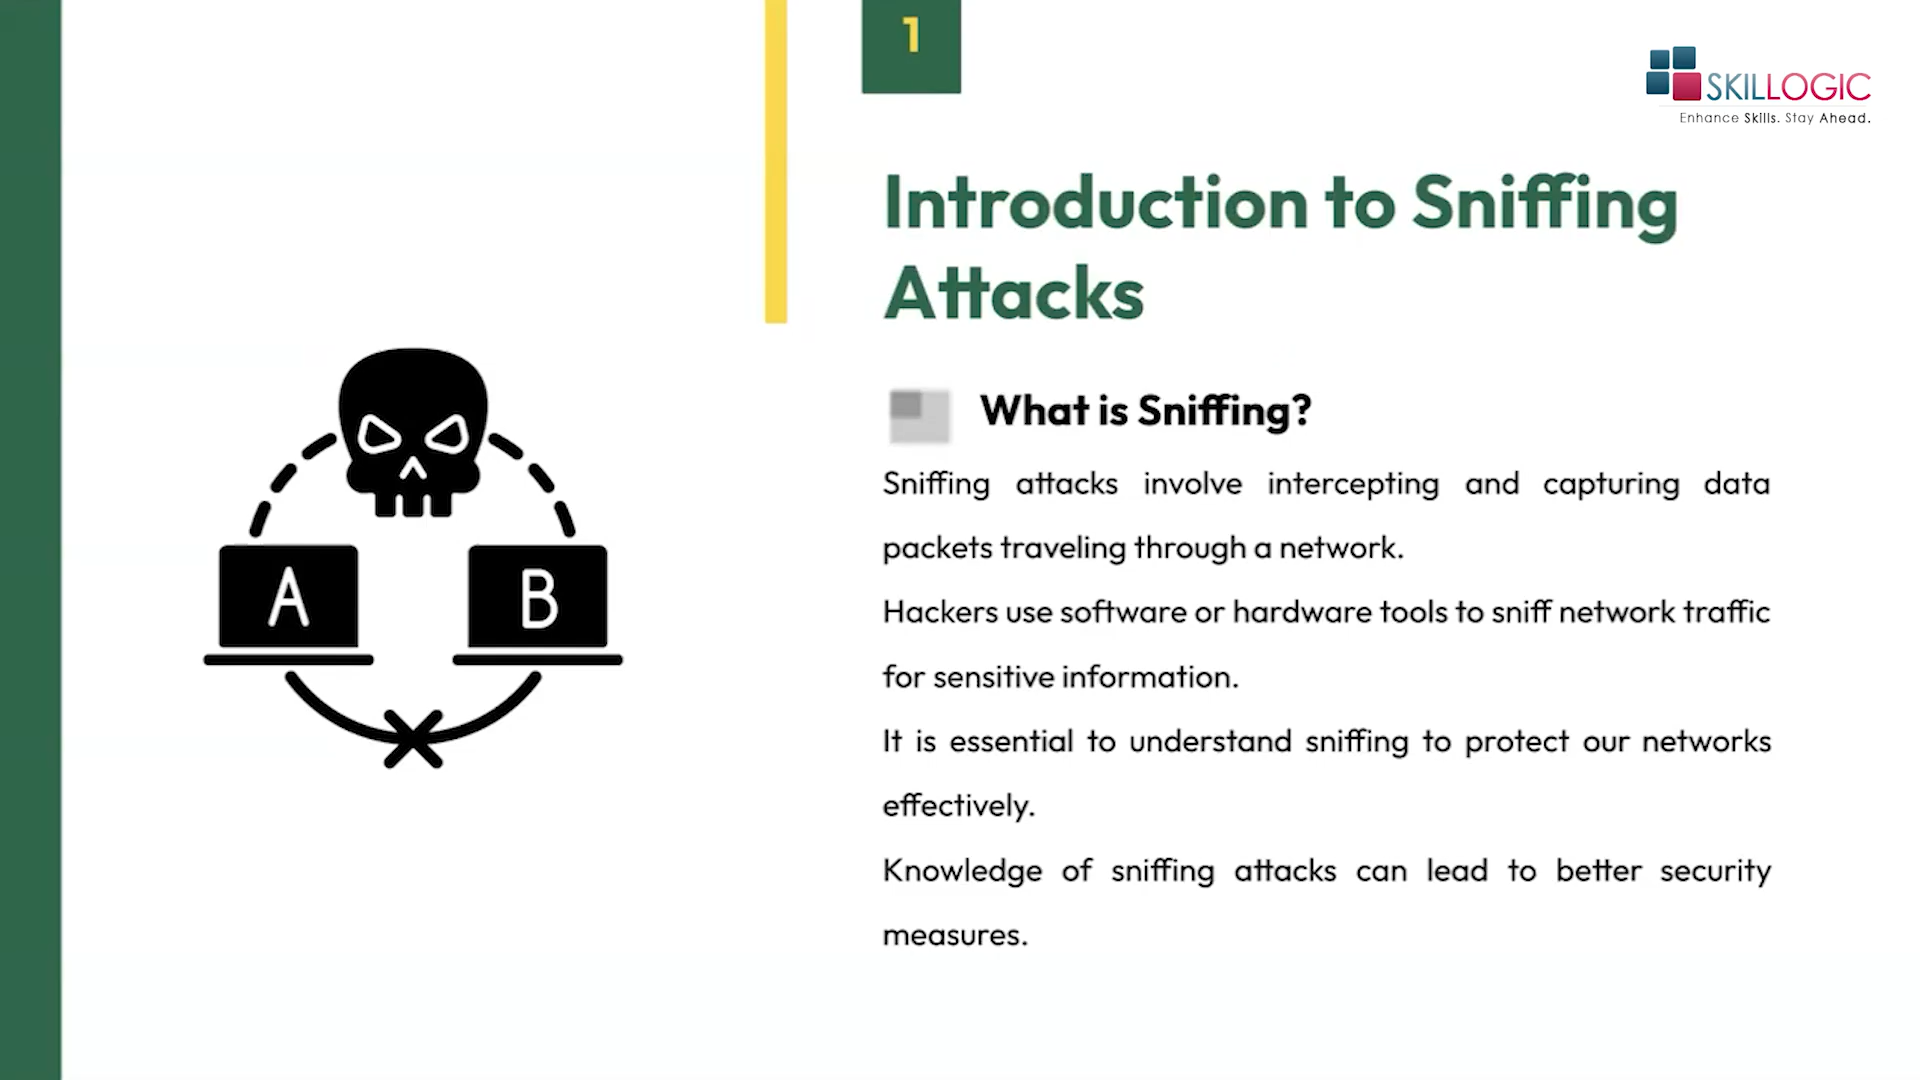 1
SKILLOGIC
Enhance Skills. Stay Ahead.
Introduction to Sniffing
Attacks
What is Sniffing?
Sniffing attacks involve intercepting and capturing data
packets traveling through a network.
Hackers use software or hardware tools to sniff network traffic
for sensitive information.
It is essential to understand sniffing to protect our networks
effectively.
Knowledge of sniffing attacks can lead to better security
measures.
A
B